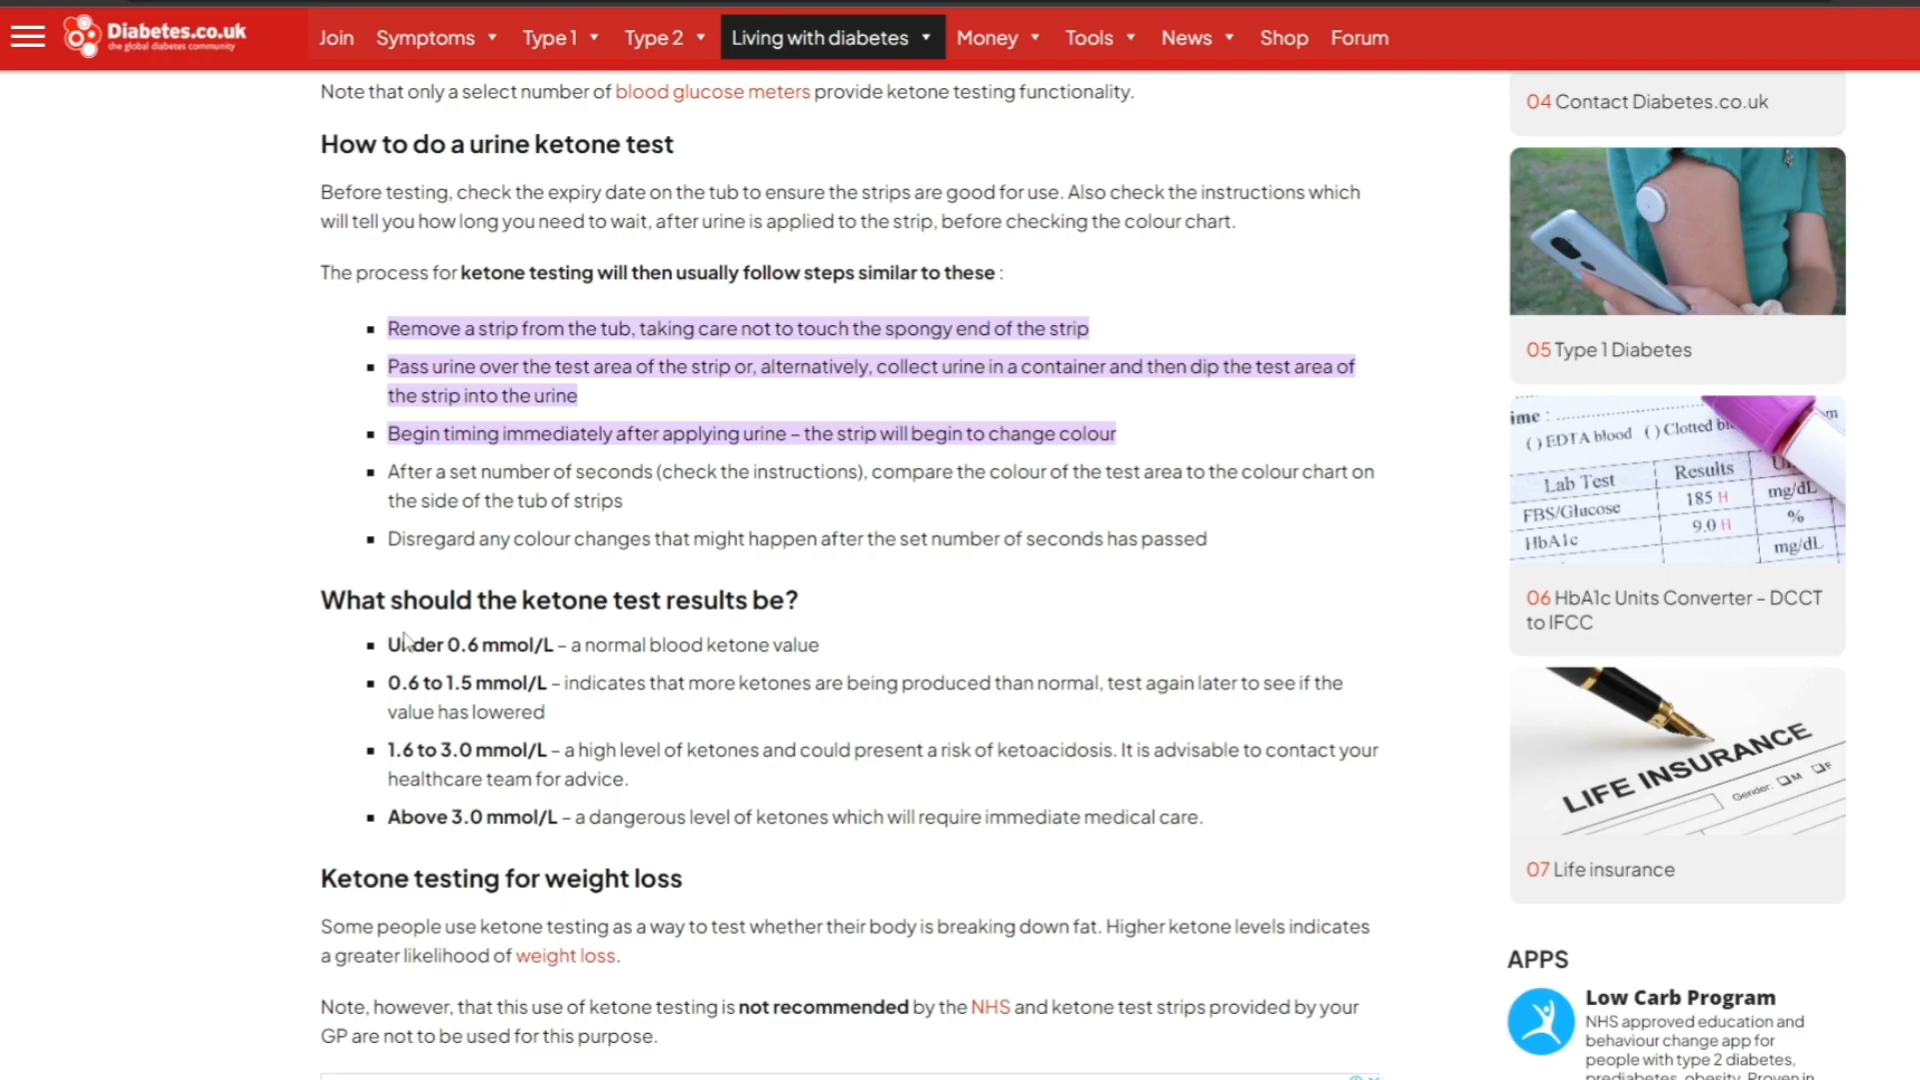 Diabetes.co.uk
the global diabetes community
Join Symptoms Type 1 Type 2 Living with diabetes Money Tools News Shop Forum
Note that only a select number of blood glucose meters provide ketone testing functionality.
How to do a urine ketone test
Before testing, check the expiry date on the tub to ensure the strips are good for use. Also check the instructions which
will tell you how long you need to wait, after urine is applied to the strip, before checking the colour chart.
The process for ketone testing will then usually follow steps similar to these :
Remove a strip from the tub, taking care not to touch the spongy end of the strip
Pass urine over the test area of the strip or, alternatively, collect urine in a container and then dip the test area of
the strip into the urine
Begin timing immediately after applying urine – the strip will begin to change colour
After a set number of seconds (check the instructions), compare the colour of the test area to the colour chart on
the side of the tub of strips
Disregard any colour changes that might happen after the set number of seconds has passed
What should the ketone test results be?
Under 0.6 mmol/L – a normal blood ketone value
0.6 to 1.5 mmol/L – indicates that more ketones are being produced than normal, test again later to see if the
value has lowered
1.6 to 3.0 mmol/L – a high level of ketones and could present a risk of ketoacidosis. It is advisable to contact your
healthcare team for advice.
Above 3.0 mmol/L – a dangerous level of ketones which will require immediate medical care.
Ketone testing for weight loss
Some people use ketone testing as a way to test whether their body is breaking down fat. Higher ketone levels indicates
a greater likelihood of weight loss.
Note, however, that this use of ketone testing is not recommended by the NHS and ketone test strips provided by your
GP are not to be used for this purpose.
04 Contact Diabetes.co.uk
05 Type 1 Diabetes
ime :
( ) EDTA blood ( ) Clotted
Lab Test Results
FBS/Glucose 185 H mg/dL
HbA1c 9.0 H %
mg/dL
06 HbA1c Units Converter – DCCT
to IFCC
LIFE INSURANCE
Gender: M F
07 Life insurance
APPS
Low Carb Program
NHS approved education and
behaviour change app for
people with type 2 diabetes,
prediabetes, obesity. Proven in